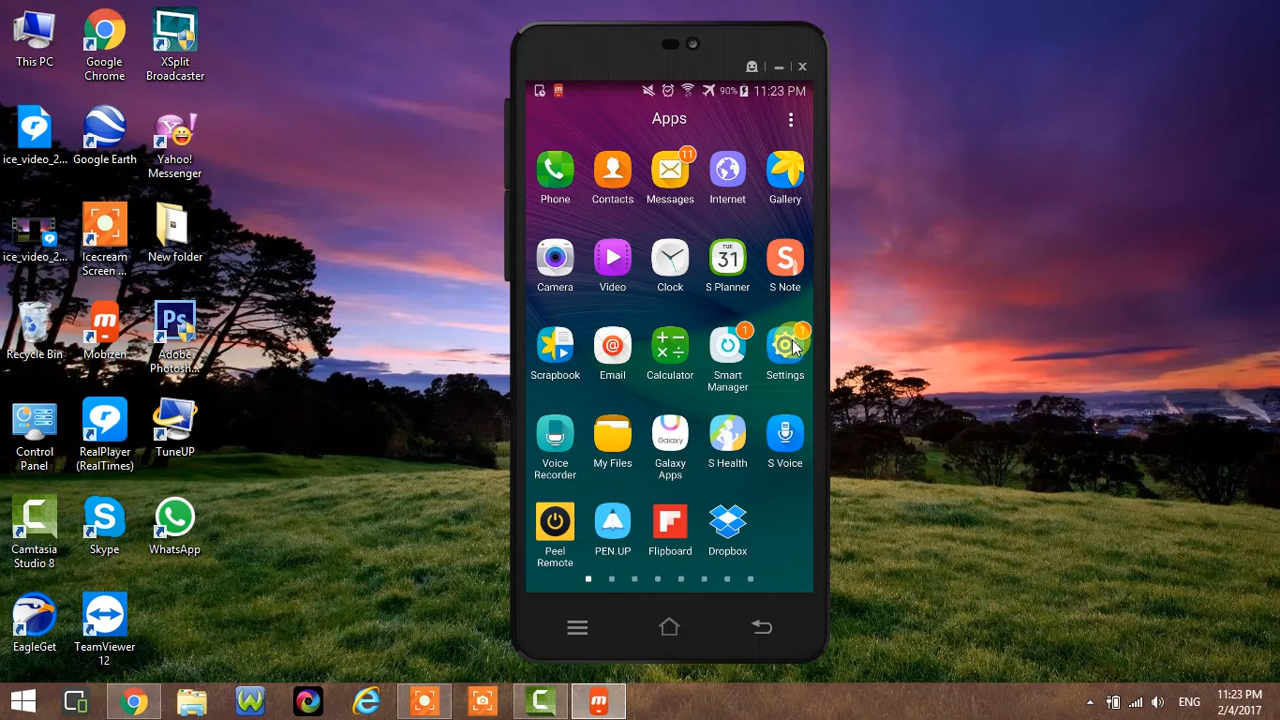 This PC
Google
Chrome
XSplit
Broadcaster
ice_video_2...
Google Earth
Yahoo!
Messenger
ice_video_2...
Icecream
Screen ...
New folder
Recycle Bin
Mobizen
Ps
Adobe
Photosh...
Control
Panel
RealPlayer
(RealTimes)
TuneUP
Camtasia
Studio 8
Skype
WhatsApp
EagleGet
TeamViewer
12
90% 11:23 PM
Apps
11
Phone
Contacts
Messages
Internet
Gallery
TUE
31
Camera
Video
Clock
S Planner
S Note
1
1
Scrapbook
Email
Calculator
Smart
Manager
Settings
Galaxy
Voice
Recorder
My Files
Galaxy
Apps
S Health
S Voice
Peel
Remote
PEN.UP
Flipboard
Dropbox
ENG
11:23 PM
2/4/2017